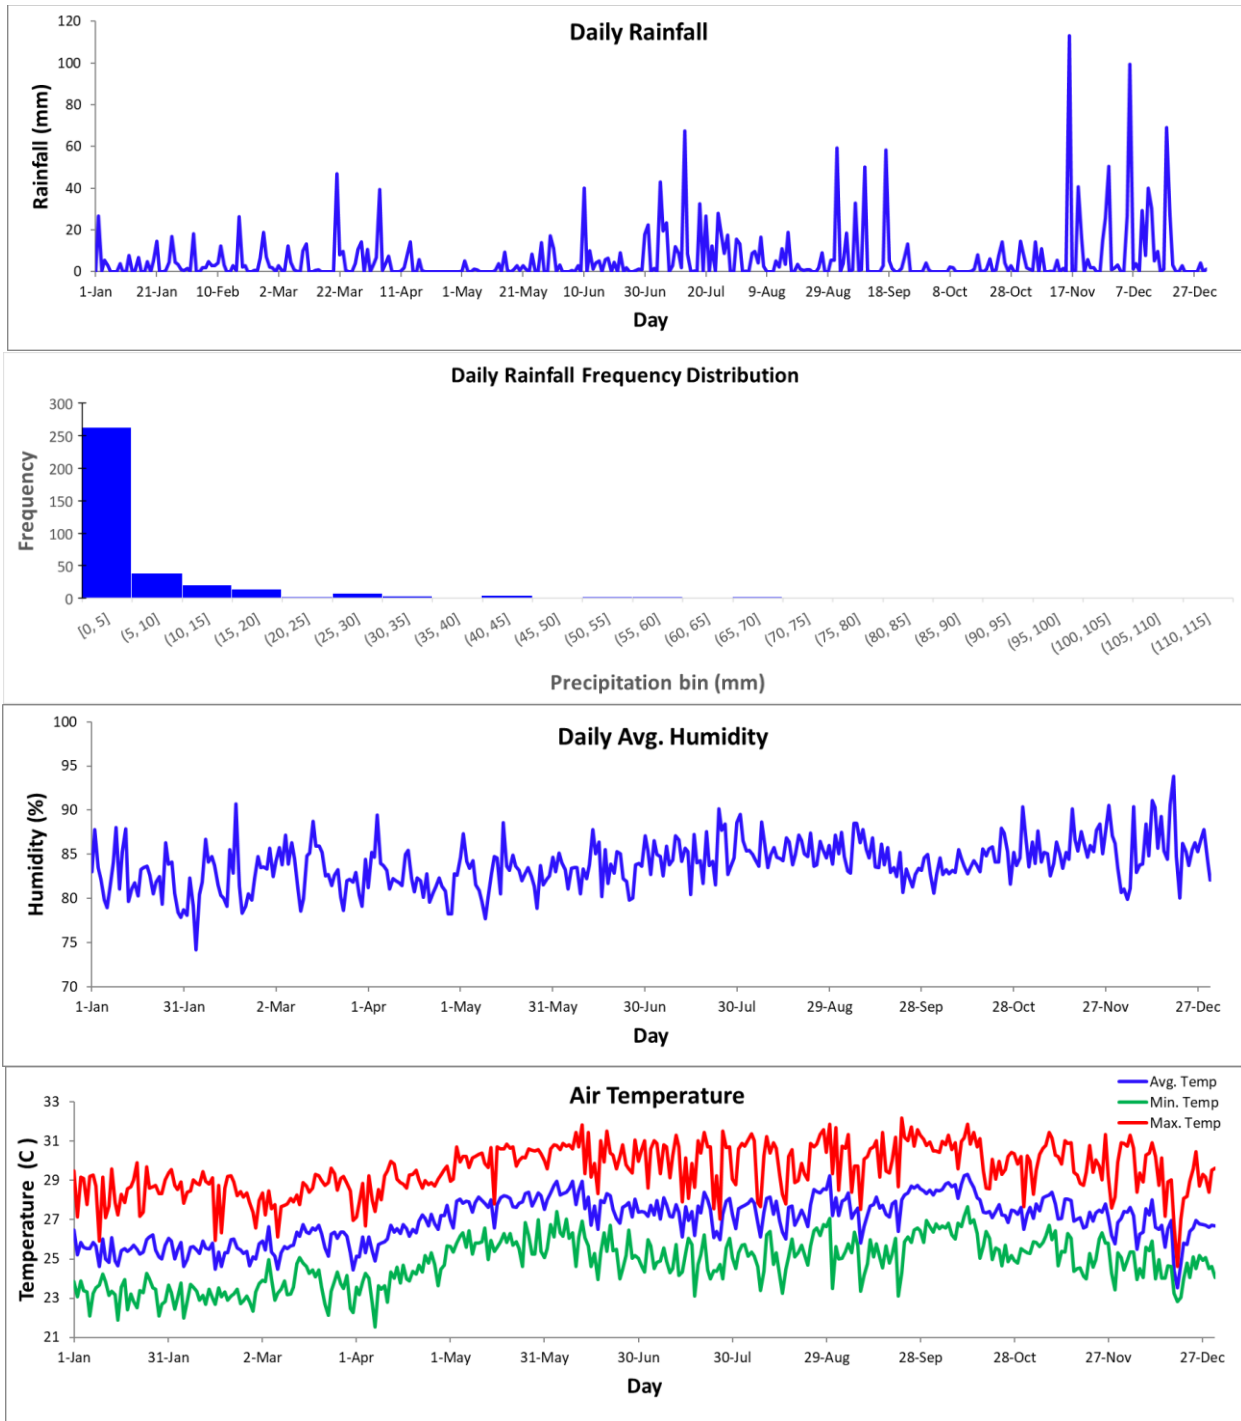 Daily Rainfall
Rainfall (mm)
120
100
80
60
40
20
0
1-Jan 21-Jan 10-Feb 2-Mar 22-Mar 11-Apr 1-May 21-May 10-Jun 30-Jun 20-Jul 9-Aug 29-Aug 18-Sep 8-Oct 28-Oct 17-Nov 7-Dec 27-Dec
Day
Daily Rainfall Frequency Distribution
Frequency
300
250
200
150
100
50
0
[0, 5] (5, 10] (10, 15] (15, 20] (20, 25] (25, 30] (30, 35] (35, 40] (40, 45] (45, 50] (50, 55] (55, 60] (60, 65] (65, 70] (70, 75] (75, 80] (80, 85] (85, 90] (90, 95] (95, 100] (100, 105] (105, 110] (110, 115]
Precipitation bin (mm)
Daily Avg. Humidity
Humidity (%)
100
95
90
85
80
75
70
1-Jan 31-Jan 2-Mar 1-Apr 1-May 31-May 30-Jun 30-Jul 29-Aug 28-Sep 28-Oct 27-Nov 27-Dec
Day
Air Temperature
Avg. Temp
Min. Temp
Max. Temp
Temperature (C )
33
31
29
27
25
23
21
1-Jan 31-Jan 2-Mar 1-Apr 1-May 31-May 30-Jun 30-Jul 29-Aug 28-Sep 28-Oct 27-Nov 27-Dec
Day